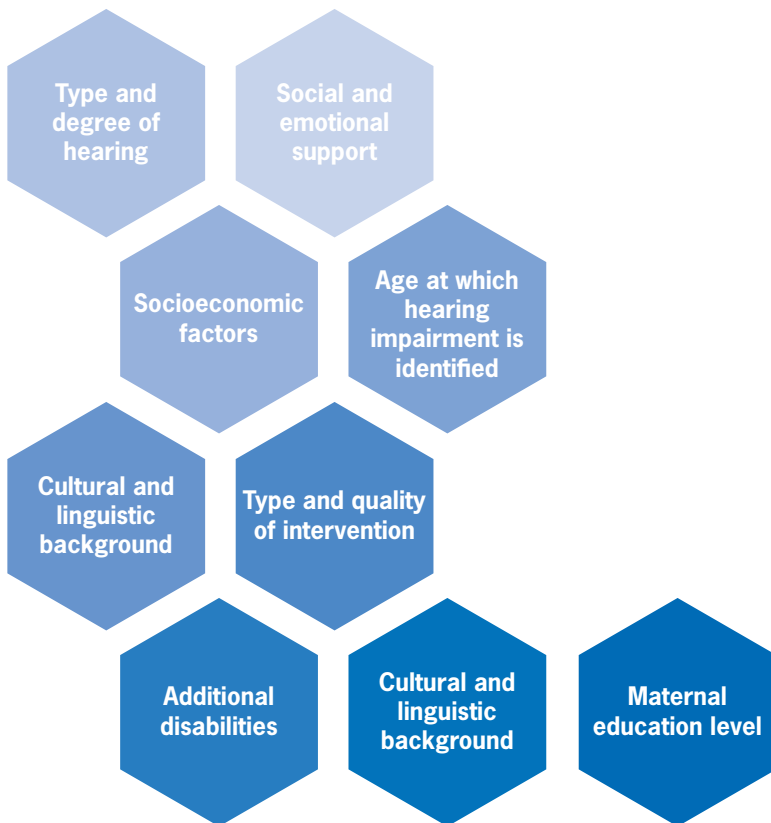 Type and
degree of
hearing
Social and
emotional
support
Socioeconomic
factors
Age at which
hearing
impairment is
identified
Cultural and
linguistic
background
Type and quality
of intervention
Additional
disabilities
Cultural and
linguistic
background
Maternal
education level